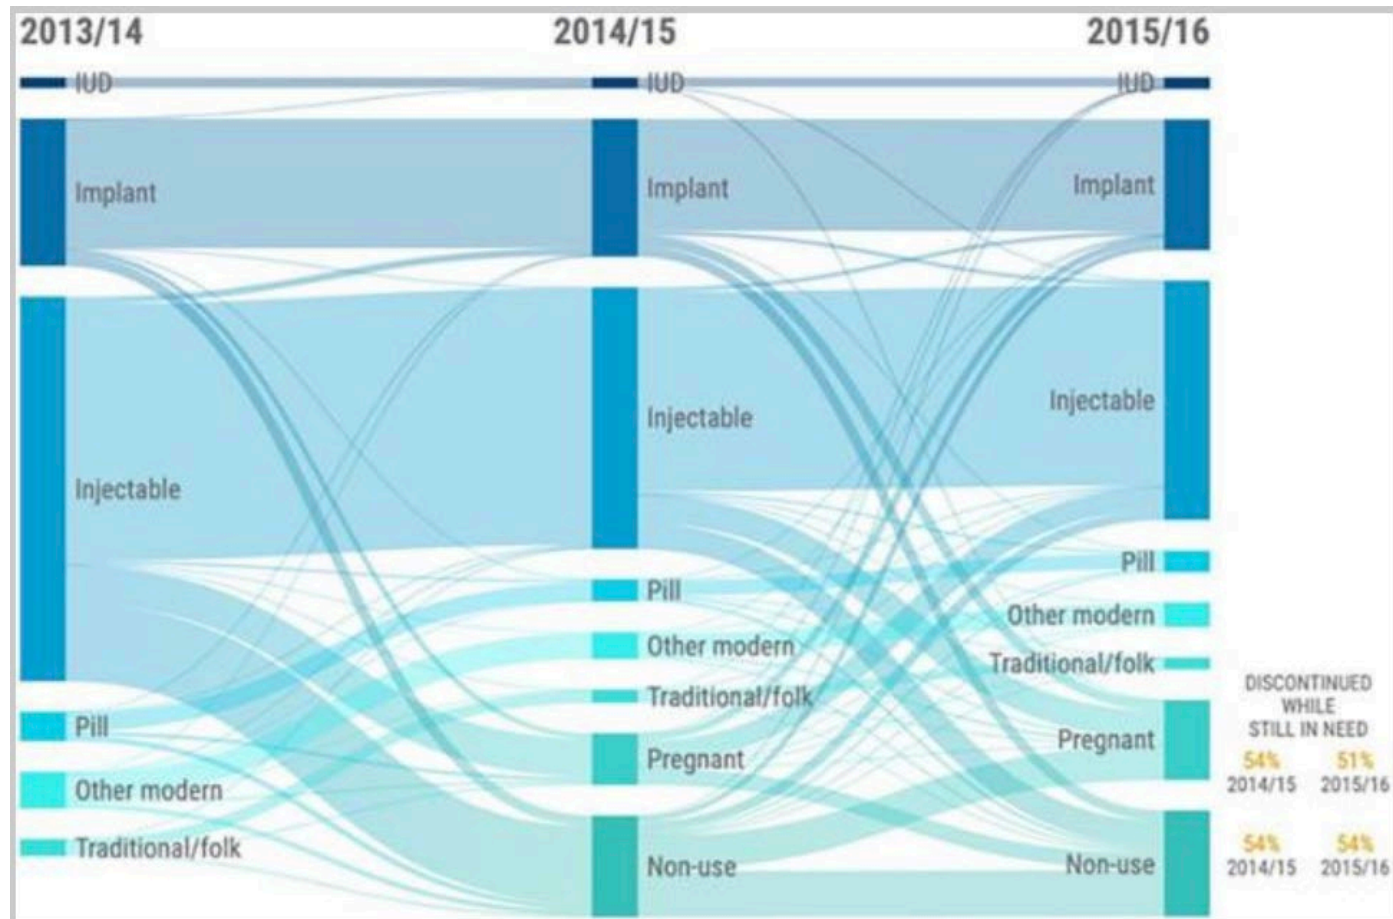 2013/14 2014/15 2015/16
IUD IUD IUD
Implant Implant Implant
Injectable Injectable Injectable
Pill Pill Pill
Other modern Other modern Other modern
Traditional/folk Traditional/folk Traditional/folk
Pregnant Pregnant
Non-use Non-use
DISCONTINUED
WHILE
STILL IN NEED
54% 51%
2014/15 2015/16
54% 54%
2014/15 2015/16